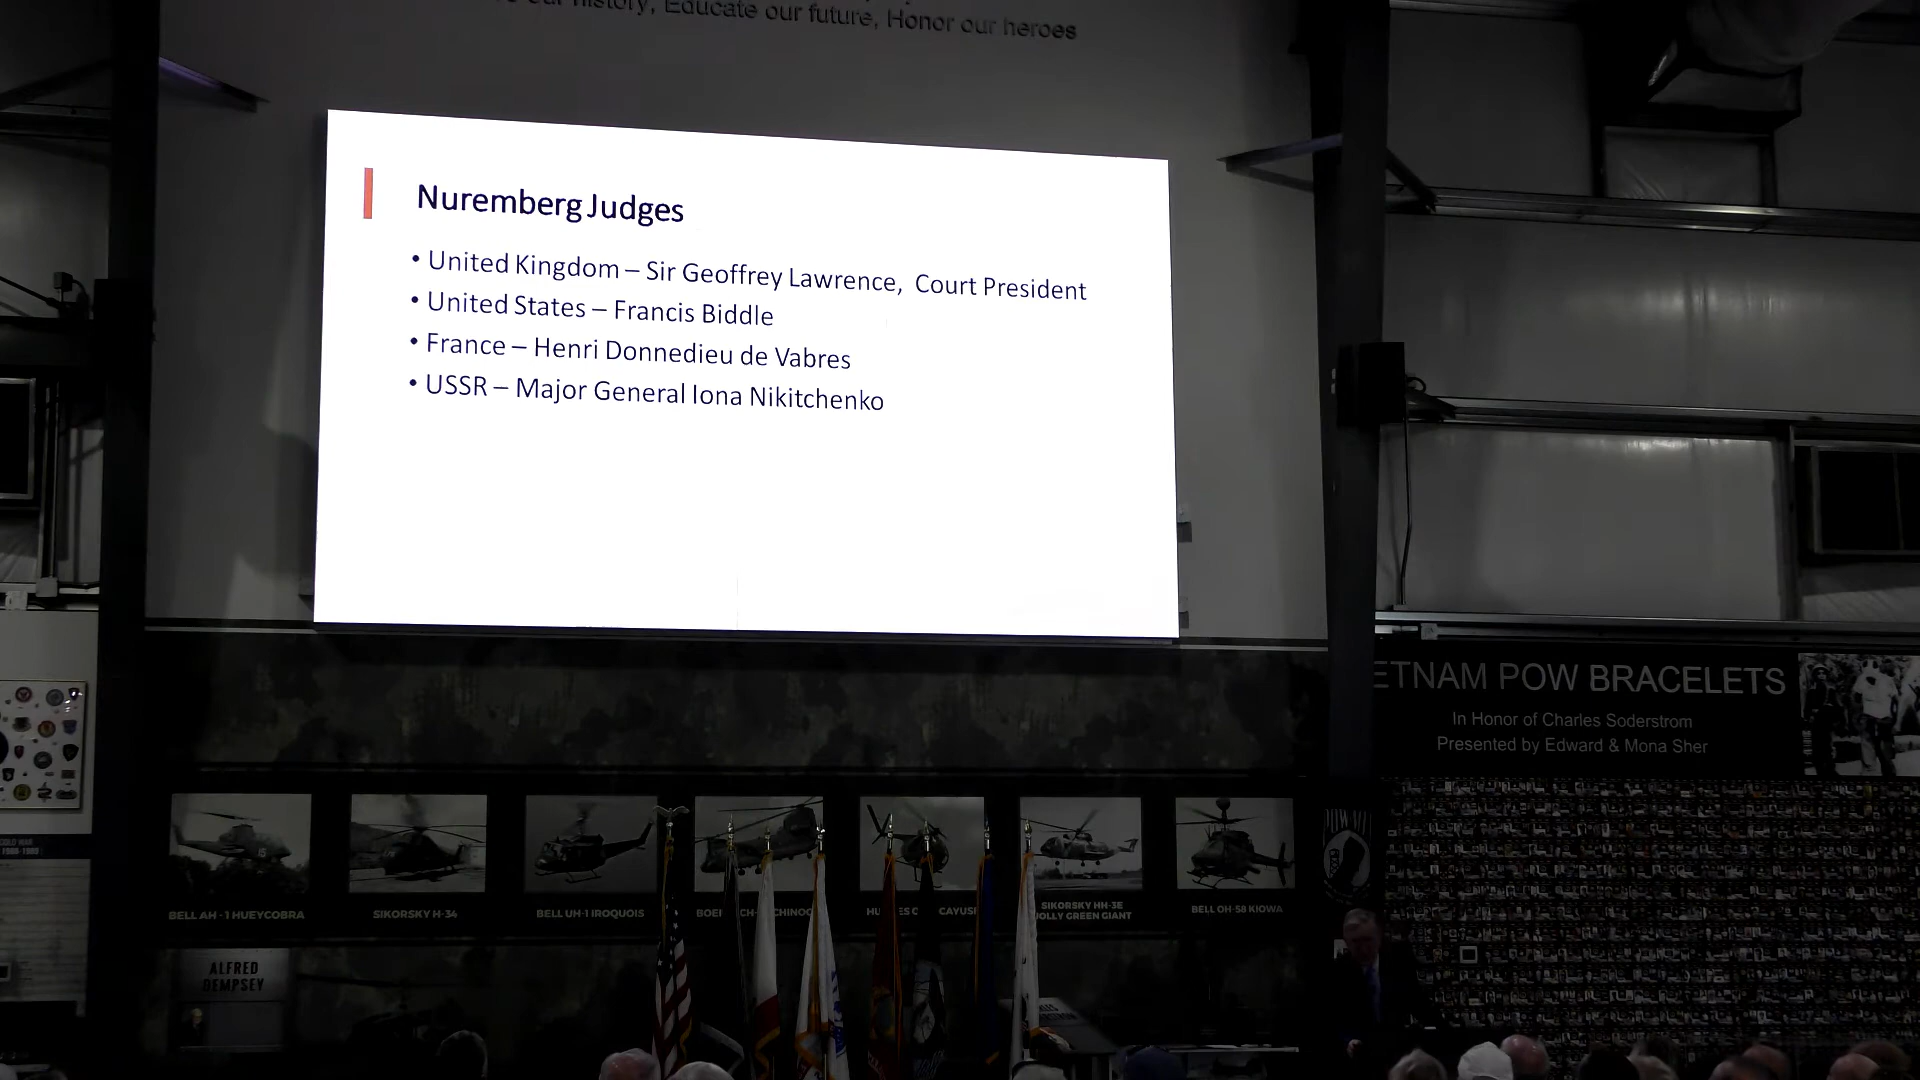 our history, Educate our future, Honor our heroes
Nuremberg Judges
• United Kingdom – Sir Geoffrey Lawrence, Court President
• United States – Francis Biddle
• France – Henri Donnedieu de Vabres
• USSR – Major General Iona Nikitchenko
ETNAM POW BRACELETS
In Honor of Charles Soderstrom
Presented by Edward & Mona Sher
COLD WAR
BELL AH - 1 HUEYCOBRA
SIKORSKY H-34
BELL UH-1 IROQUOIS
SIKORSKY HH-3E
JOLLY GREEN GIANT
BELL OH-58 KIOWA
ALFRED
DEMPSEY